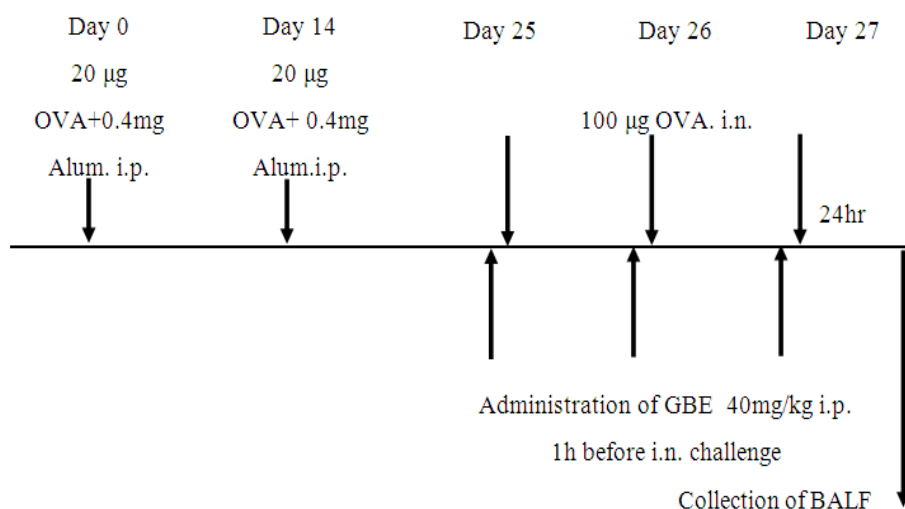 Day 0
20 μg
OVA+0.4mg
Alum. i.p.
Day 14
20 μg
OVA+ 0.4mg
Alum.i.p.
Day 25
Day 26
Day 27
100 μg OVA. i.n.
24hr
Administration of GBE 40mg/kg i.p.
1h before i.n. challenge
Collection of BALF